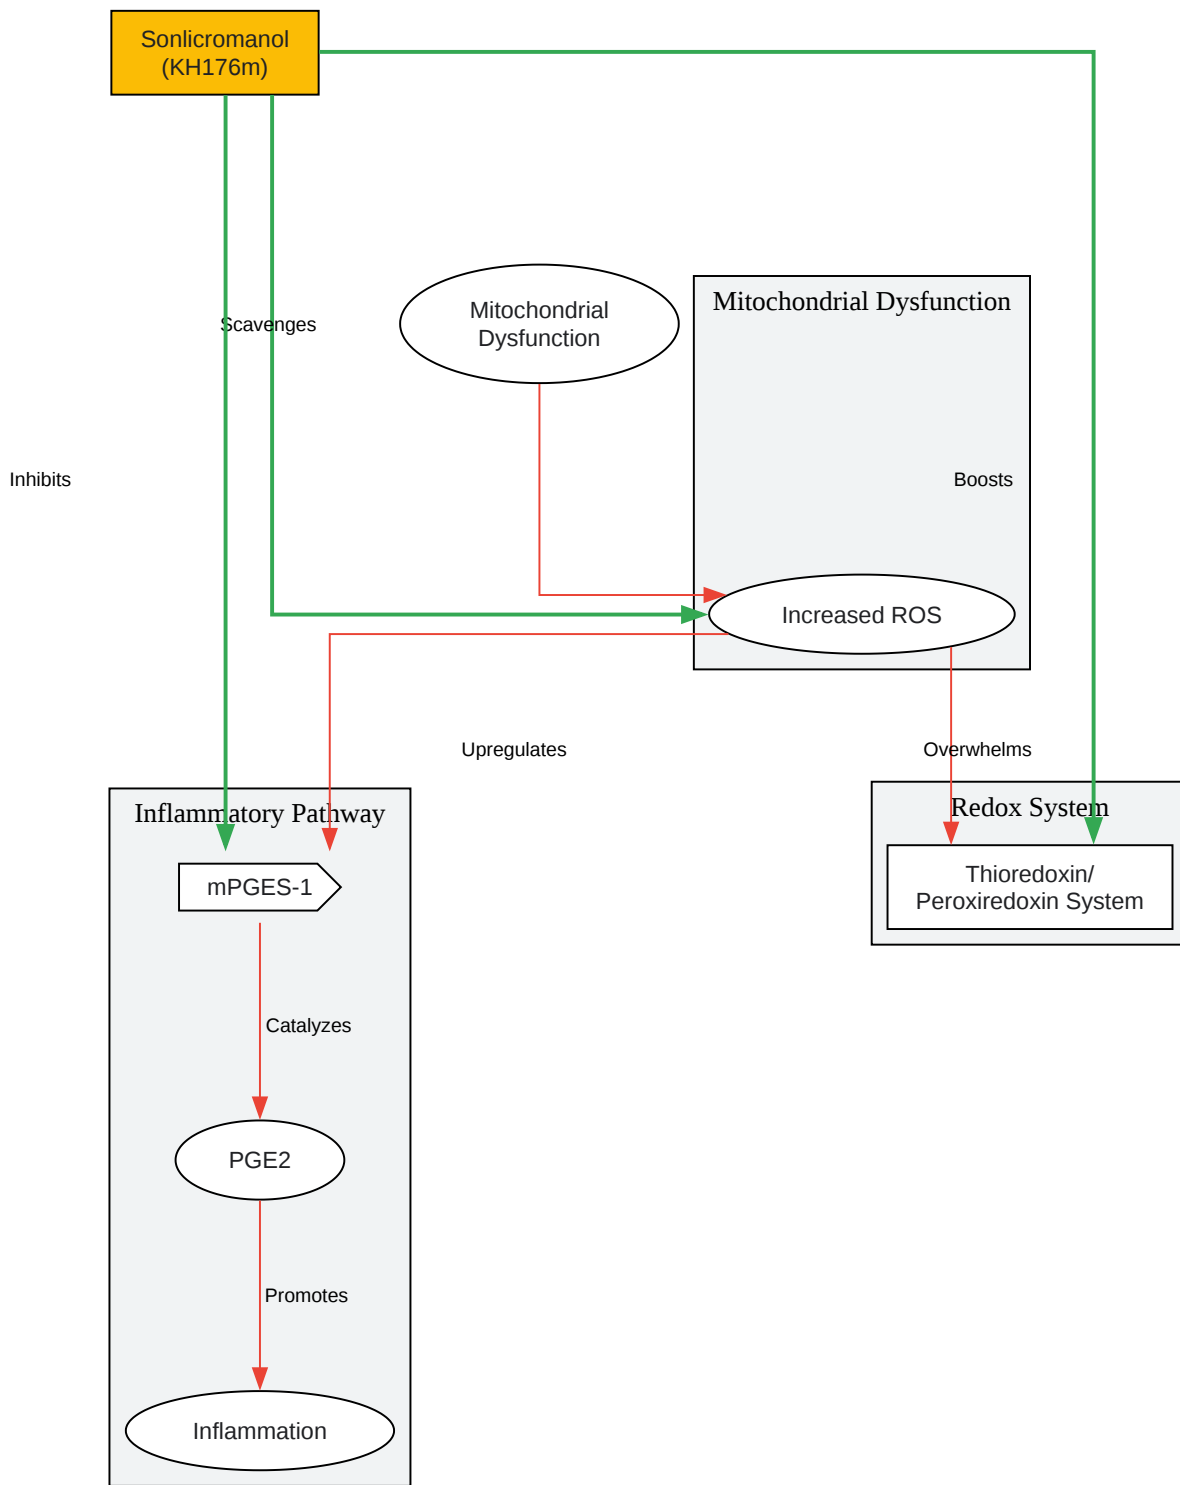 Sonlicromanol
(KH176m)
Mitochondrial Dysfunction
Mitochondrial
Dysfunction
Scavenges
Inhibits
Boosts
Increased ROS
Upregulates
Overwhelms
Inflammatory Pathway
Redox System
mPGES-1
Thioredoxin/
Peroxiredoxin System
Catalyzes
PGE2
Promotes
Inflammation